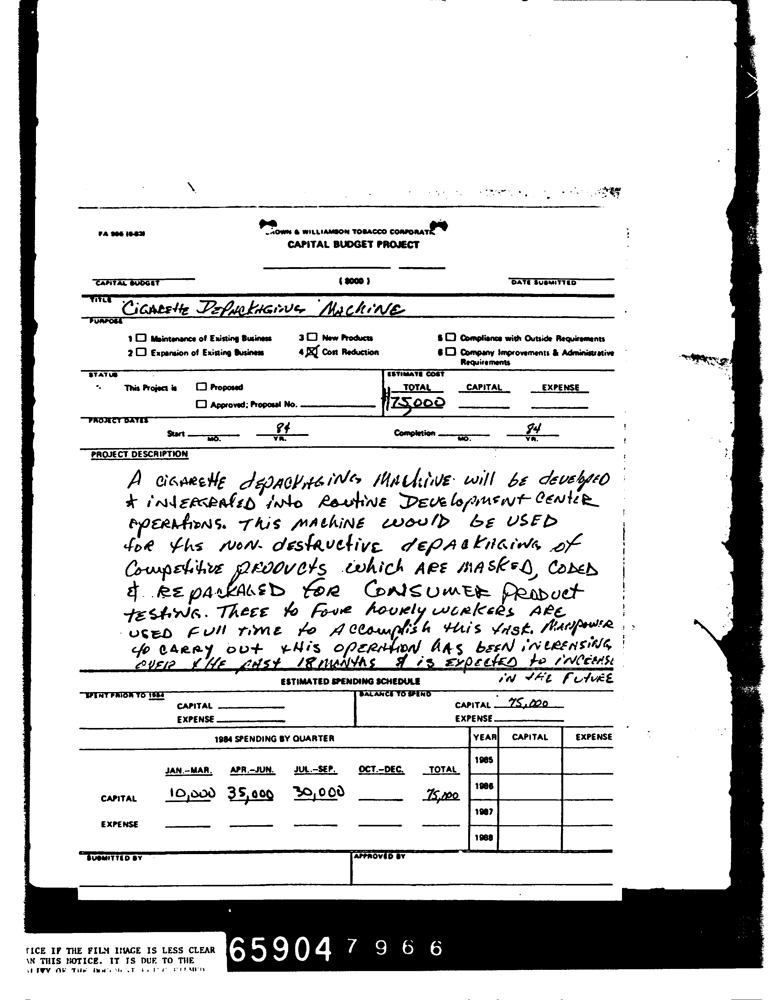 FA 996 (6-83)
& WILLIAMSON TOBACCO CORPORATE
CAPITAL BUDGET PROJECT
CAPITAL BUDGET
( $000 )
DATE SUBMITTED
TITLE CIGARETTE DEPACKAGING MACHINE
PURPOSE
1 ☐ Maintenance of Existing Business 3 ☐ New Products 5 ☐ Compliance with Outside Requirements
2 ☐ Expansion of Existing Business 4 ☒ Cost Reduction 6 ☐ Company Improvements & Administrative Requirements
STATUS
ESTIMATE COST
This Project is ☐ Proposed TOTAL CAPITAL EXPENSE
☐ Approved; Proposal No. $75000
PROJECT DATES
Start MO. 84 YR. Completion MO. 84 YR.
PROJECT DESCRIPTION
A CIGARETTE depACKAGING MAchiNE will bE dEvElopED
& INTERGRATED INTO ROUTINE DEVElOPMENT CENTER
OPERATIONS. This MAchiNE WOULD bE USED
for the NON-dEstructivE dEPACKAGING of
CompEtitivE PRODUCTS which ARE MASKED, CODED
& REPACKAGED FOR CONSUMER PRODUCT
TESTING. THREE to FOUR hourly WORKERS ARE
USED FULL TIME to AccomPlish this TASK. MANPOWER
to CARRY OUT this OPERATION hAS bEEN iNCREASING
OVER THE PAST 18 MONTHS & is EXPECTED to INCREASE
IN THE FUTURE
ESTIMATED SPENDING SCHEDULE
SPENT PRIOR TO 1984 BALANCE TO SPEND
CAPITAL CAPITAL 75,000
EXPENSE EXPENSE
1984 SPENDING BY QUARTER YEAR CAPITAL EXPENSE
1985
JAN.–MAR. APR.–JUN. JUL.–SEP. OCT.–DEC. TOTAL
CAPITAL 10,000 35,000 30,000 75,000 1986
1987
EXPENSE
1988
SUBMITTED BY APPROVED BY
TICE IF THE FILM IMAGE IS LESS CLEAR
AN THIS NOTICE. IT IS DUE TO THE
65904 7966